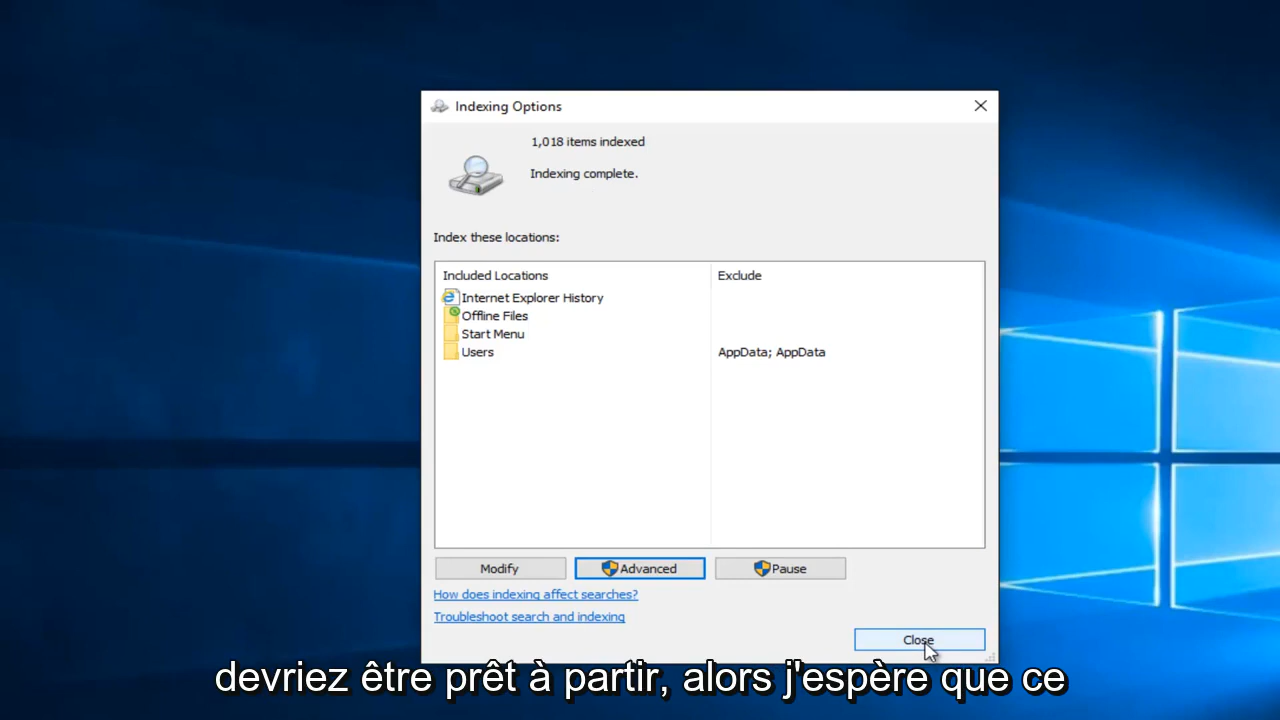 Indexing Options
1,018 items indexed
Indexing complete.
Index these locations:
Included Locations Exclude
Internet Explorer History
Offline Files
Start Menu
Users AppData; AppData
Modify Advanced Pause
How does indexing affect searches?
Troubleshoot search and indexing
Close
devriez être prêt à partir, alors j'espère que ce